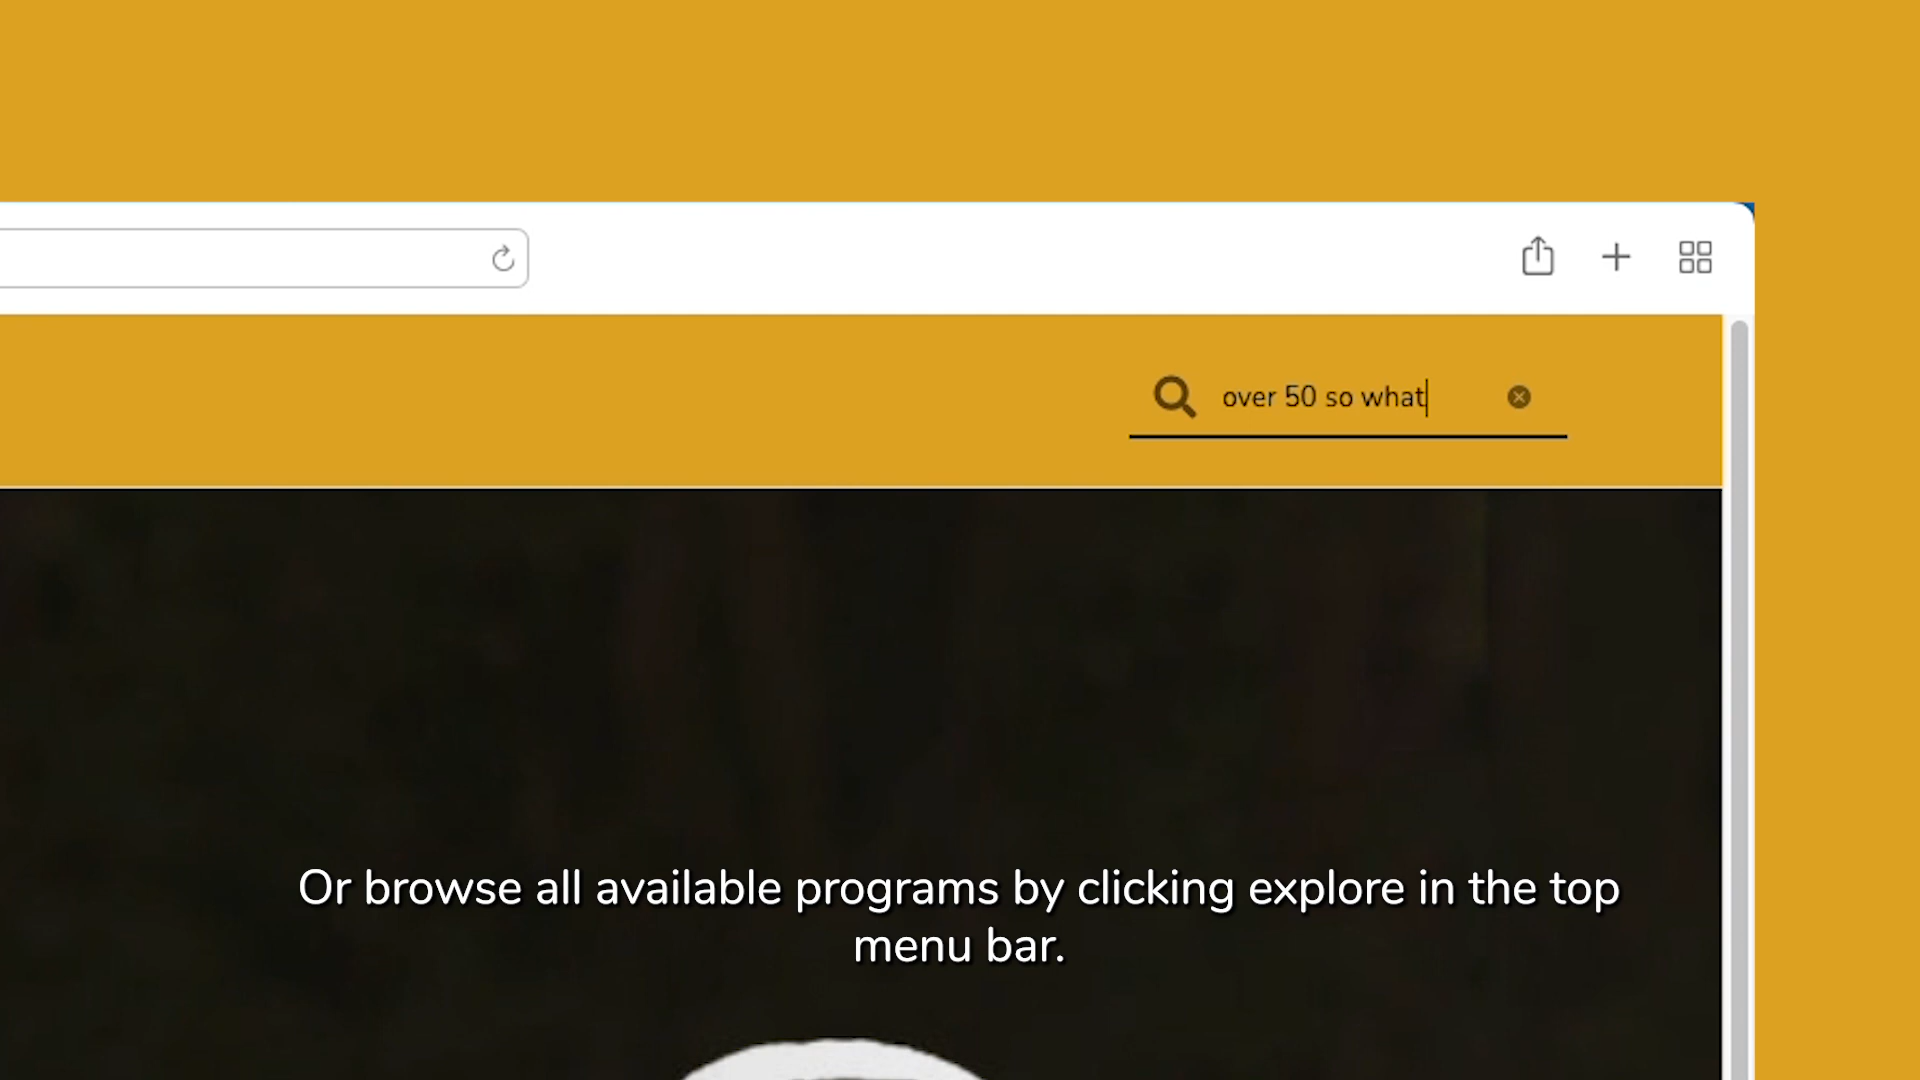 over 50 so what
Or browse all available programs by clicking explore in the top
menu bar.